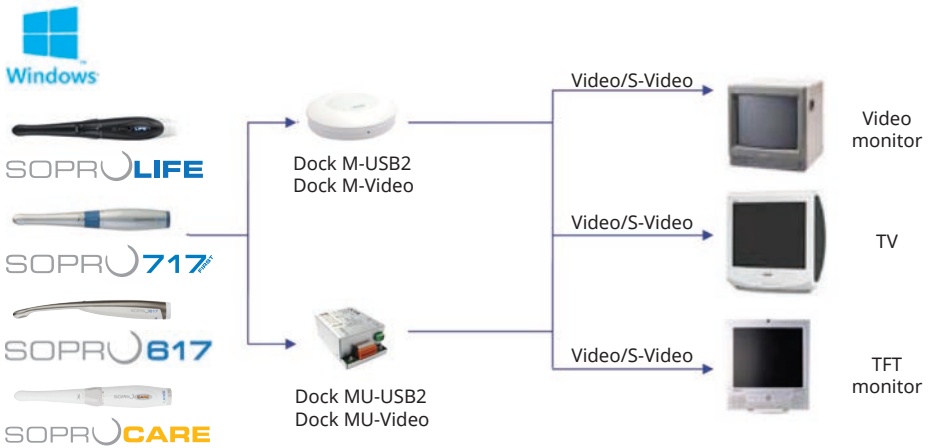 Windows
SOPROLIFE
SOPRO717 FIRST
SOPRO617
SOPROCARE
Dock M-USB2
Dock M-Video
Dock MU-USB2
Dock MU-Video
Video/S-Video
Video
monitor
Video/S-Video
TV
Video/S-Video
TFT
monitor